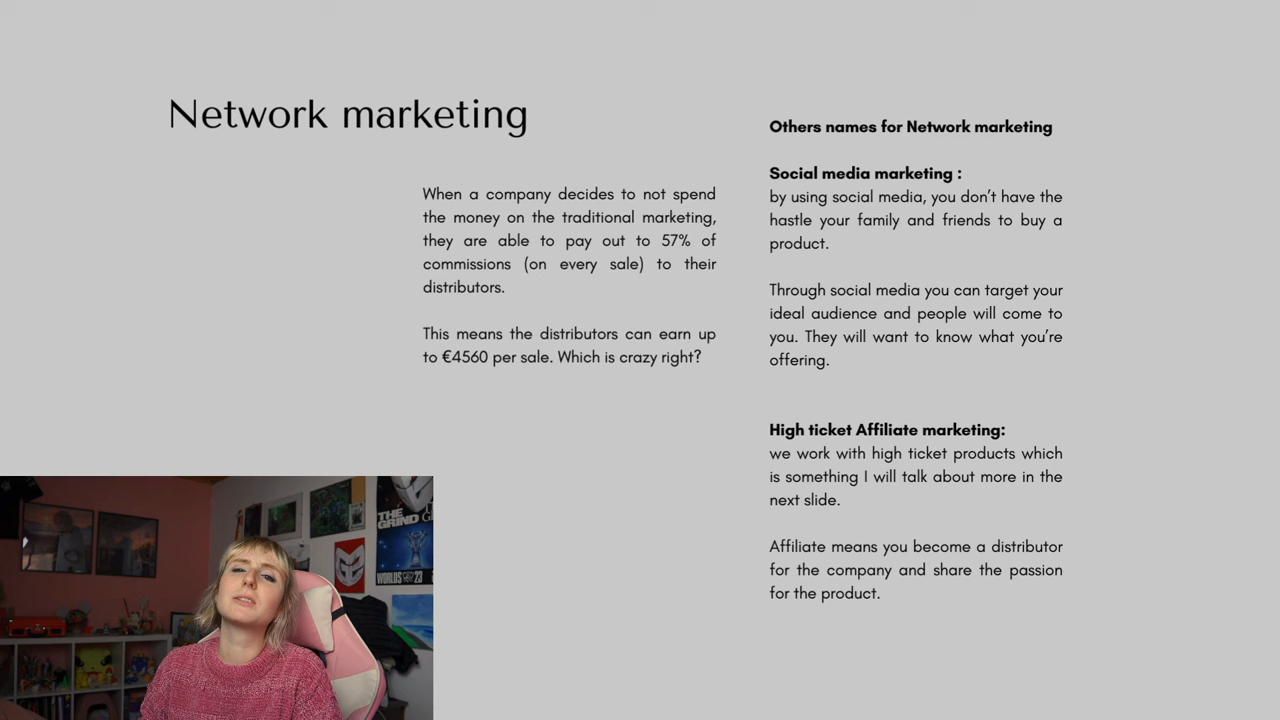 Network marketing
When a company decides to not spend
the money on the traditional marketing,
they are able to pay out to 57% of
commissions (on every sale) to their
distributors.
This means the distributors can earn up
to €4560 per sale. Which is crazy right?
Others names for Network marketing
Social media marketing :
by using social media, you don't have the
hastle your family and friends to buy a
product.
Through social media you can target your
ideal audience and people will come to
you. They will want to know what you're
offering.
High ticket Affiliate marketing:
we work with high ticket products which
is something I will talk about more in the
next slide.
Affiliate means you become a distributor
for the company and share the passion
for the product.
THE
GRIND
WORLDS 23